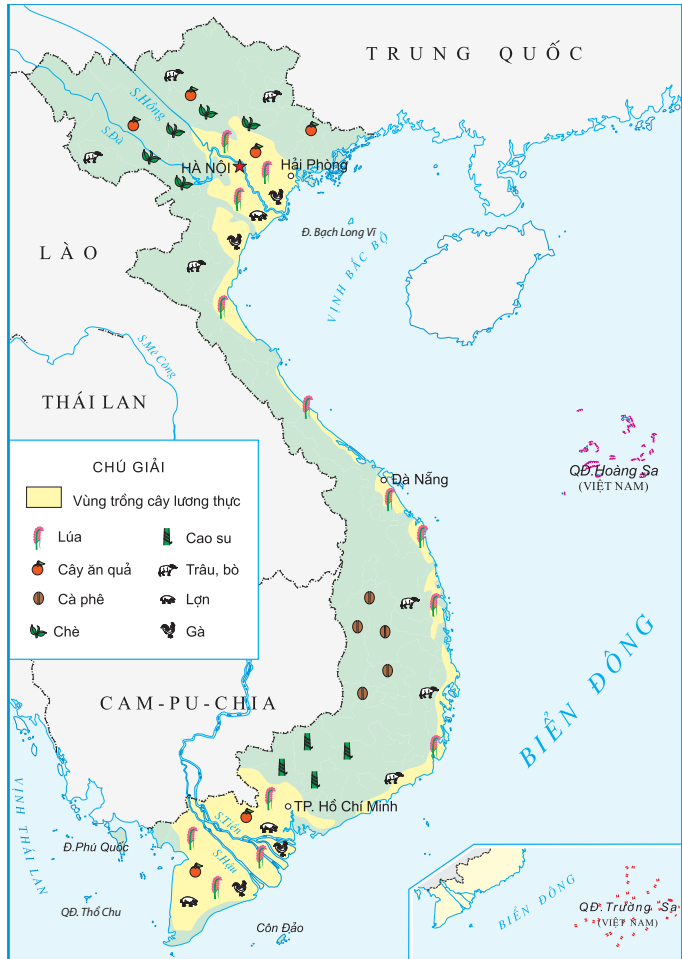 TRUNG QUỐC
S.Hồng
S.Đà
HÀ NỘI
Hải Phòng
Đ. Bạch Long Vĩ
LÀO
VỊNH BẮC BỘ
S.Mê Công
THÁI LAN
QĐ.Hoàng Sa
(VIỆT NAM)
Đà Nẵng
CHÚ GIẢI
Vùng trồng cây lương thực
Lúa
Cao su
Cây ăn quả
Trâu, bò
Cà phê
Lợn
Chè
Gà
BIỂN ĐÔNG
CAM-PU-CHIA
VỊNH THÁI LAN
TP. Hồ Chí Minh
S.Tiền
S.Hậu
Đ.Phú Quốc
QĐ. Thổ Chu
Côn Đảo
BIỂN ĐÔNG
QĐ.Trường Sa
(VIỆT NAM)